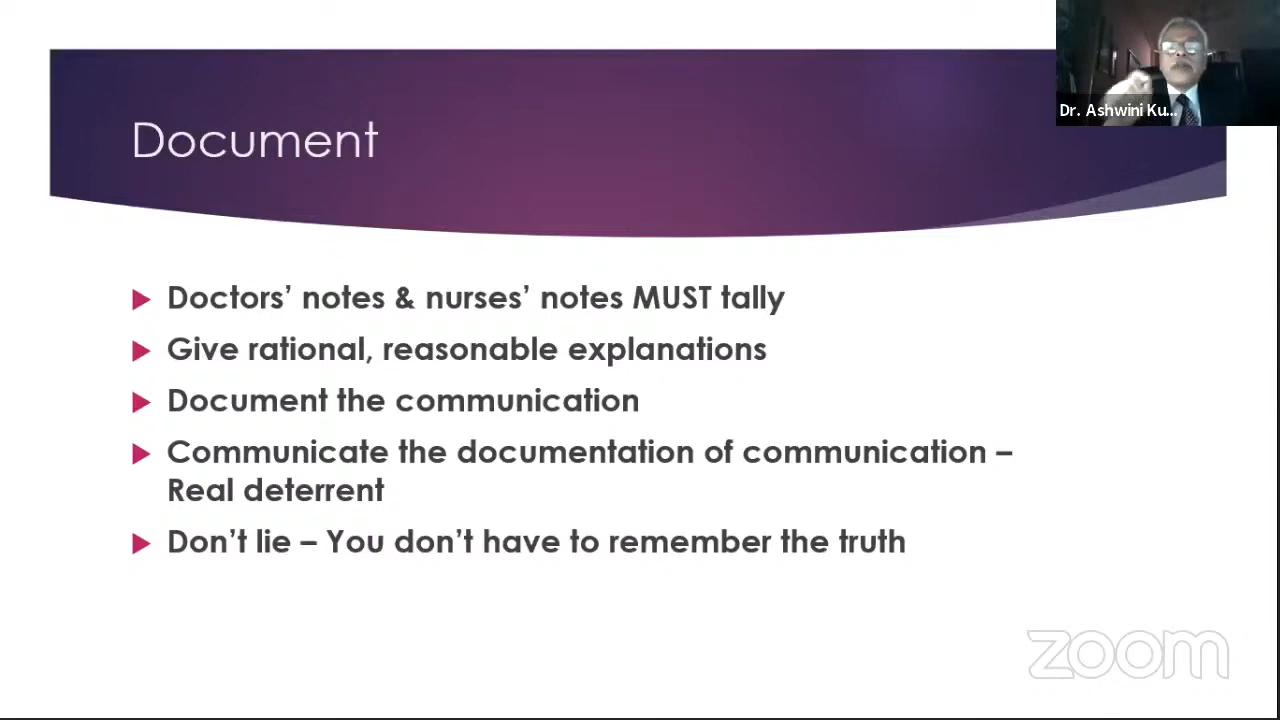 Document
Dr. Ashwini Ku...
Doctors’ notes & nurses’ notes MUST tally
Give rational, reasonable explanations
Document the communication
Communicate the documentation of communication –
Real deterrent
Don’t lie – You don’t have to remember the truth
zoom